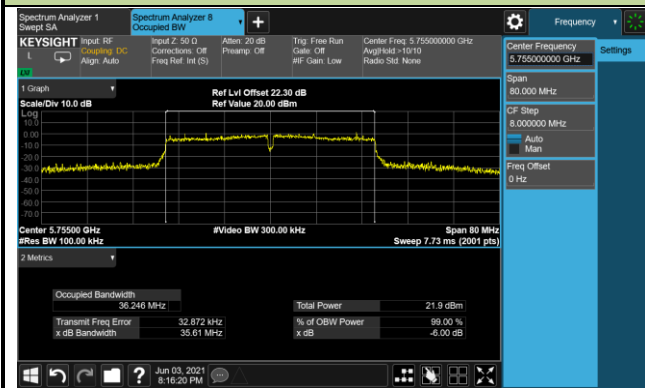 Spectrum Analyzer 1
Swept SA
Spectrum Analyzer 8
Occupied BW
Frequency
KEYSIGHT
L
Input: RF
Coupling: DC
Align: Auto
Input Z: 50 Ω
Corrections: Off
Freq Ref: Int (S)
Atten: 20 dB
Preamp: Off
Trig: Free Run
Gate: Off
#IF Gain: Low
Center Freq: 5.755000000 GHz
Avg|Hold:>10/10
Radio Std: None
Center Frequency
5.755000000 GHz
Settings
Span
80.000 MHz
CF Step
8.000000 MHz
Auto
Man
Freq Offset
0 Hz
1 Graph
Scale/Div 10.0 dB
Ref Lvl Offset 22.30 dB
Ref Value 20.00 dBm
Log
10.0
0.00
-10.0
-20.0
-30.0
-40.0
-50.0
-60.0
-70.0
Center 5.75500 GHz
#Video BW 300.00 kHz
Span 80 MHz
#Res BW 100.00 kHz
Sweep 7.73 ms (2001 pts)
2 Metrics
Occupied Bandwidth
36.246 MHz
Total Power 21.9 dBm
Transmit Freq Error 32.872 kHz
% of OBW Power 99.00 %
x dB Bandwidth 35.61 MHz
x dB -6.00 dB
?
Jun 03, 2021
8:16:20 PM